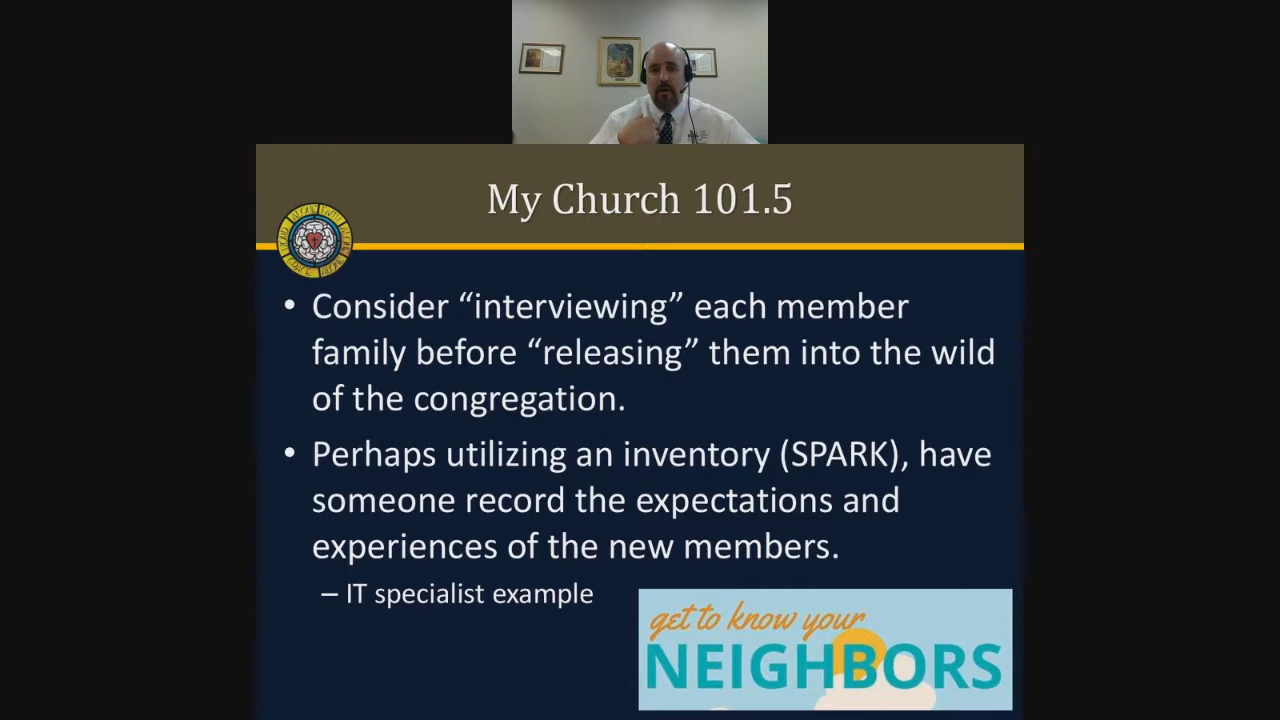 My Church 101.5
• Consider “interviewing” each member
family before “releasing” them into the wild
of the congregation.
• Perhaps utilizing an inventory (SPARK), have
someone record the expectations and
experiences of the new members.
– IT specialist example
get to know your
NEIGHBORS